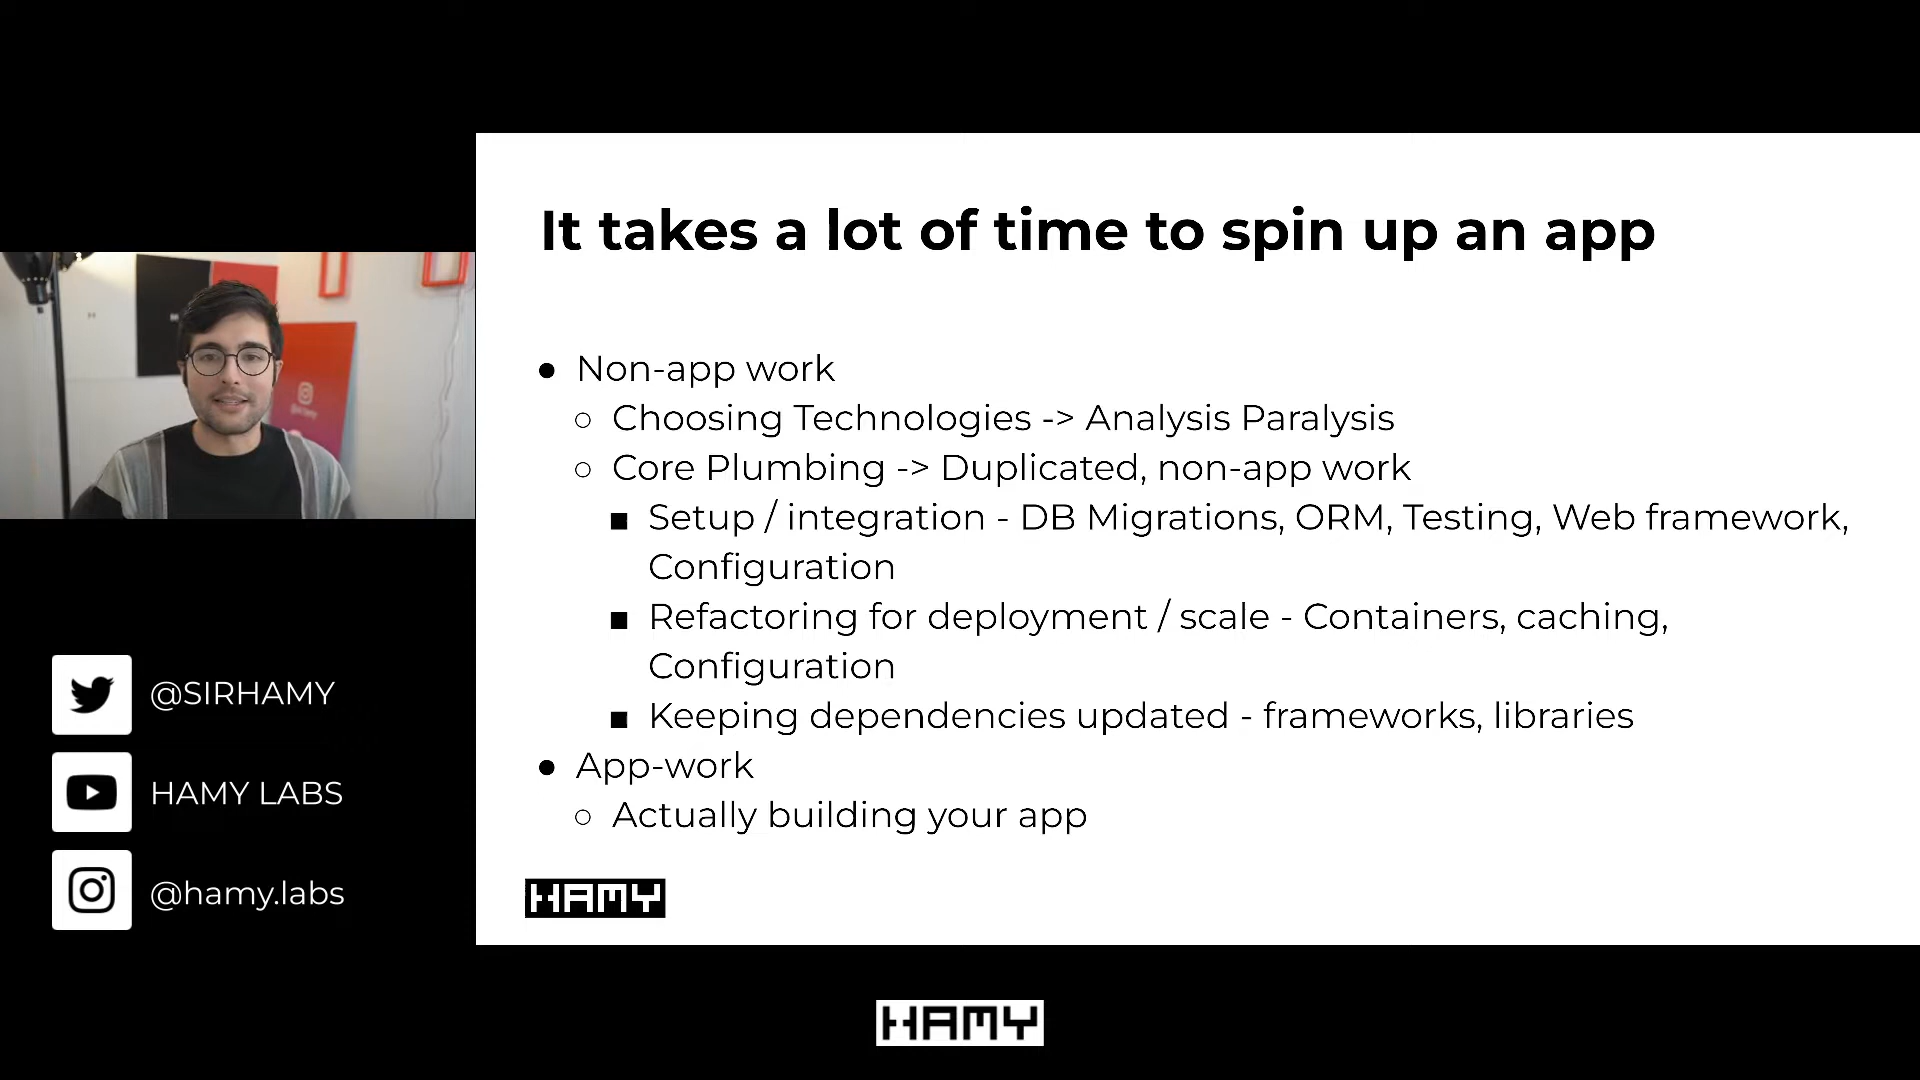 It takes a lot of time to spin up an app
● Non-app work
○ Choosing Technologies -> Analysis Paralysis
○ Core Plumbing -> Duplicated, non-app work
■ Setup / integration - DB Migrations, ORM, Testing, Web framework,
Configuration
■ Refactoring for deployment / scale - Containers, caching,
Configuration
■ Keeping dependencies updated - frameworks, libraries
● App-work
○ Actually building your app
HAMY
@SIRHAMY
HAMY LABS
@hamy.labs
HAMY